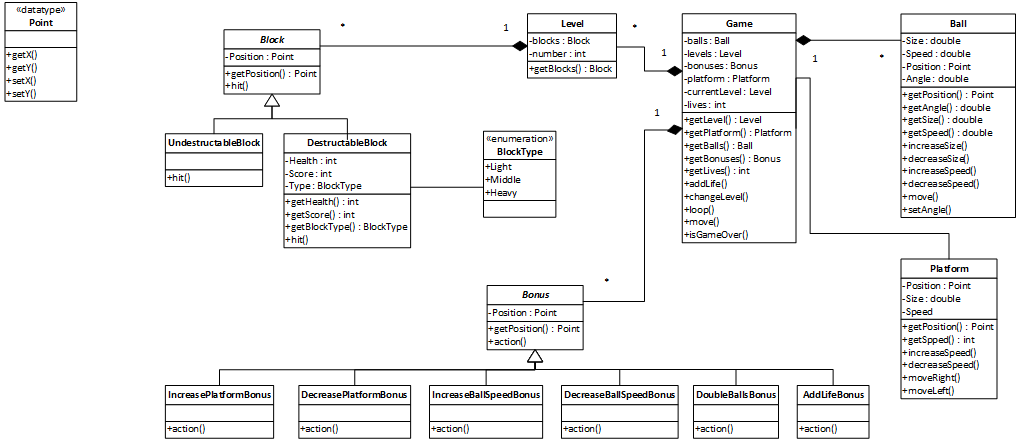 «datatype»
Point
+getX()
+getY()
+setX()
+setY()
Block
-Position : Point
+getPosition() : Point
+hit()
*
1
Level
-blocks : Block
-number : int
+getBlocks() : Block
*
1
Game
-balls : Ball
-levels : Level
-bonuses : Bonus
-platform : Platform
-currentLevel : Level
-lives : int
+getLevel() : Level
+getPlatform() : Platform
+getBalls() : Ball
+getBonuses() : Bonus
+getLives() : int
+addLife()
+changeLevel()
+loop()
+move()
+isGameOver()
1
*
Ball
-Size : double
-Speed : double
-Position : Point
-Angle : double
+getPosition() : Point
+getAngle() : double
+getSize() : double
+getSpeed() : double
+increaseSize()
+decreaseSize()
+increaseSpeed()
+decreaseSpeed()
+move()
+setAngle()
UndestructableBlock
+hit()
DestructableBlock
-Health : int
-Score : int
-Type : BlockType
+getHealth() : int
+getScore() : int
+getBlockType() : BlockType
+hit()
«enumeration»
BlockType
+Light
+Middle
+Heavy
1
*
Bonus
-Position : Point
+getPosition() : Point
+action()
Platform
-Position : Point
-Size : double
-Speed
+getPosition() : Point
+getSpped() : int
+increaseSpeed()
+decreaseSpeed()
+moveRight()
+moveLeft()
IncreasePlatformBonus
+action()
DecreasePlatformBonus
+action()
IncreaseBallSpeedBonus
+action()
DecreaseBallSpeedBonus
+action()
DoubleBallsBonus
+action()
AddLifeBonus
+action()